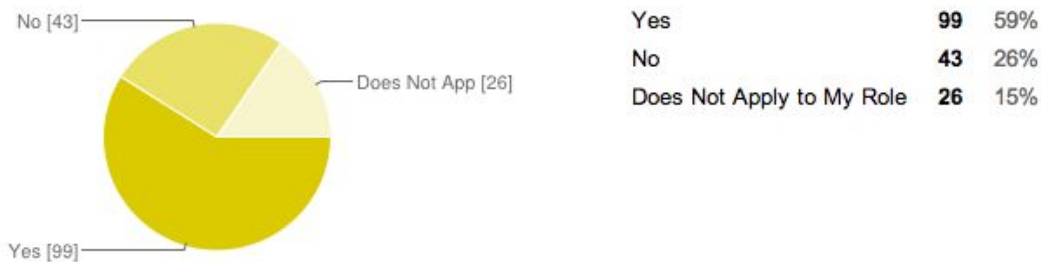 No [43]
Does Not App [26]
Yes [99]
Yes 99 59%
No 43 26%
Does Not Apply to My Role 26 15%